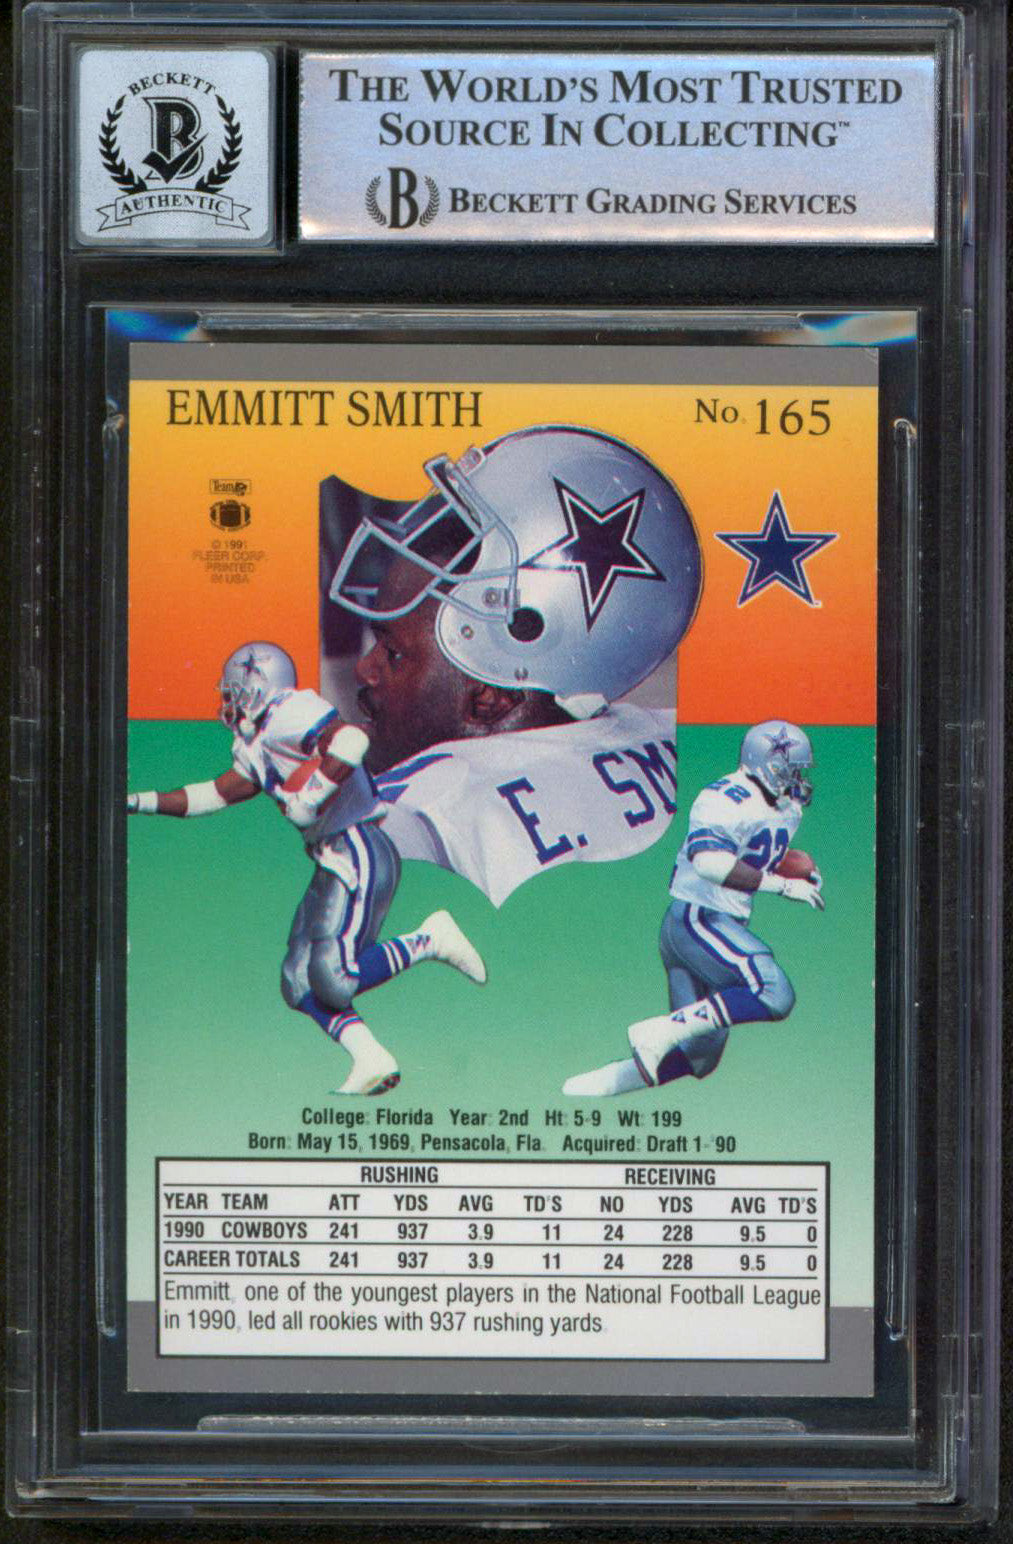 BECKETT
B
AUTHENTIC
THE WORLD'S MOST TRUSTED
SOURCE IN COLLECTING™
B BECKETT GRADING SERVICES
EMMITT SMITH No. 165
Team NFL
© 1991
FLEER CORP.
PRINTED
IN USA
E. SM
22
22
College: Florida Year: 2nd Ht: 5-9 Wt: 199
Born: May 15, 1969, Pensacola, Fla. Acquired: Draft 1-'90
RUSHING RECEIVING
YEAR TEAM ATT YDS AVG TD'S NO YDS AVG TD'S
1990 COWBOYS 241 937 3.9 11 24 228 9.5 0
CAREER TOTALS 241 937 3.9 11 24 228 9.5 0
Emmitt, one of the youngest players in the National Football League
in 1990, led all rookies with 937 rushing yards.